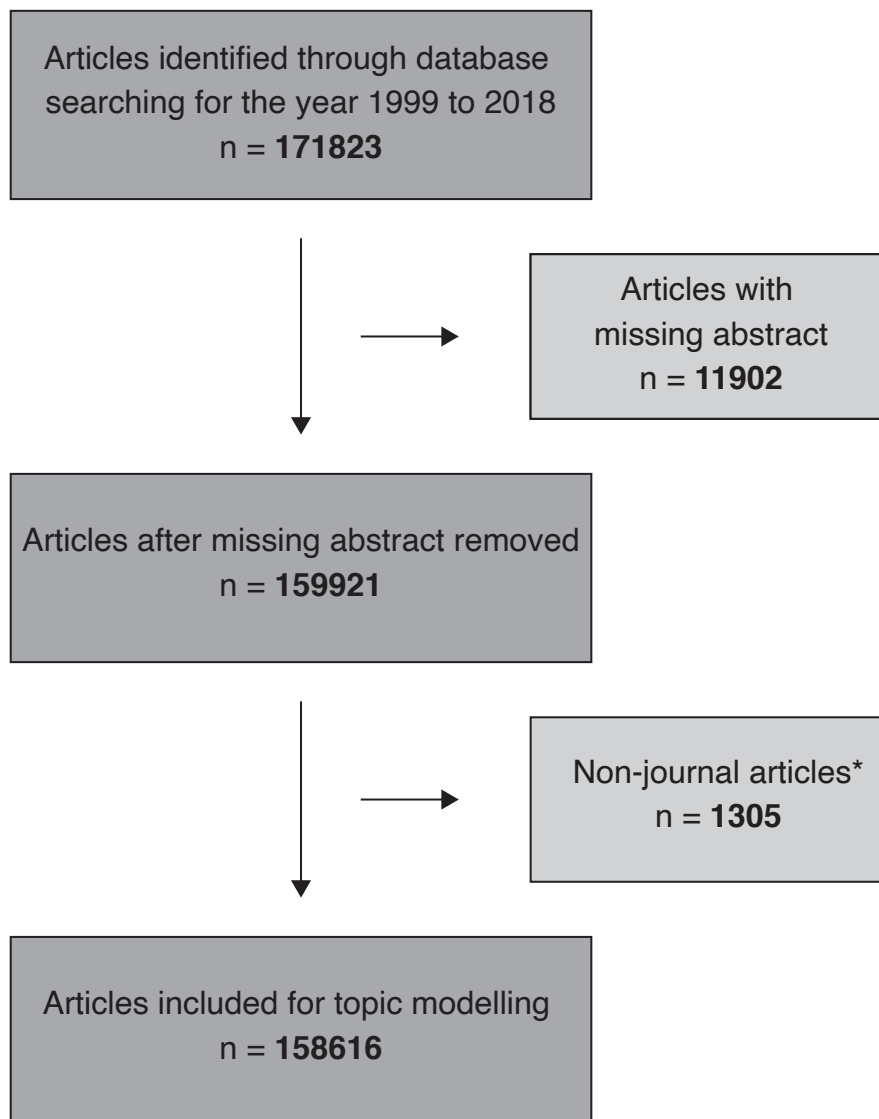 Articles identified through database
searching for the year 1999 to 2018
n = 171823
Articles with
missing abstract
n = 11902
Articles after missing abstract removed
n = 159921
Non-journal articles*
n = 1305
Articles included for topic modelling
n = 158616